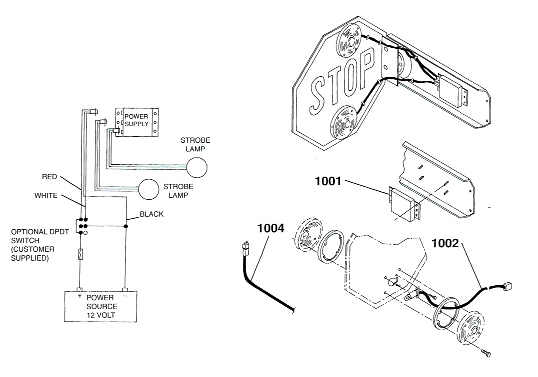 STOP
POWER
SUPPLY
STROBE
LAMP
RED
STROBE
LAMP
WHITE
BLACK
OPTIONAL DPDT
SWITCH
(CUSTOMER
SUPPLIED)
+
POWER
SOURCE
12 VOLT
1001
1004
1002